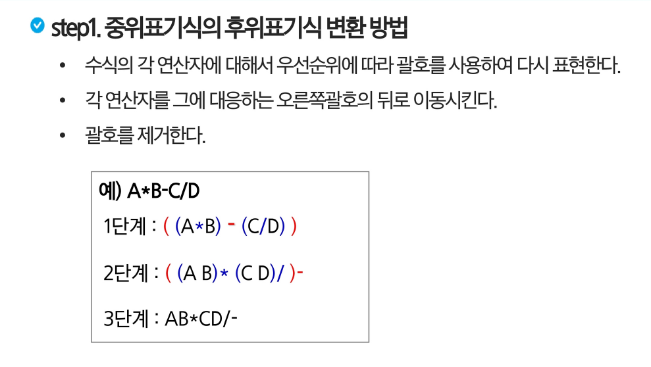 step1. 중위표기식의 후위표기식 변환 방법
• 수식의 각 연산자에 대해서 우선순위에 따라 괄호를 사용하여 다시 표현한다.
• 각 연산자를 그에 대응하는 오른쪽괄호의 뒤로 이동시킨다.
• 괄호를 제거한다.
예) A*B-C/D
1단계 : ( (A*B) - (C/D) )
2단계 : ( (A B)* (C D)/ )-
3단계 : AB*CD/-